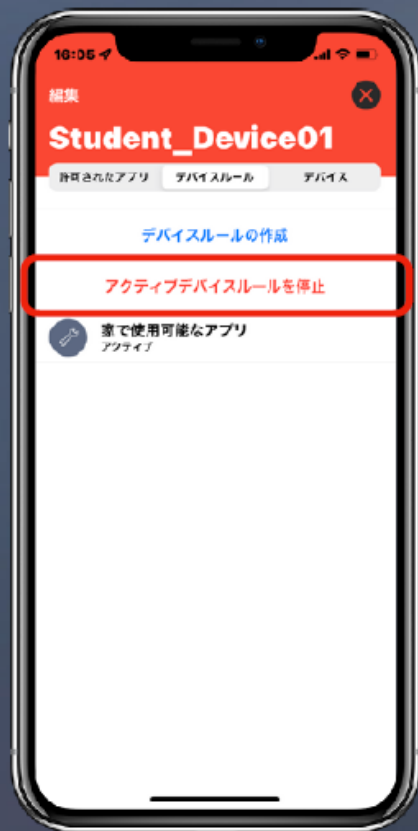 16:05
編集
Student_Device01
許可されたアプリ デバイスルール デバイス
デバイスルールの作成
アクティブデバイスルールを停止
家で使用可能なアプリ
アクティブ